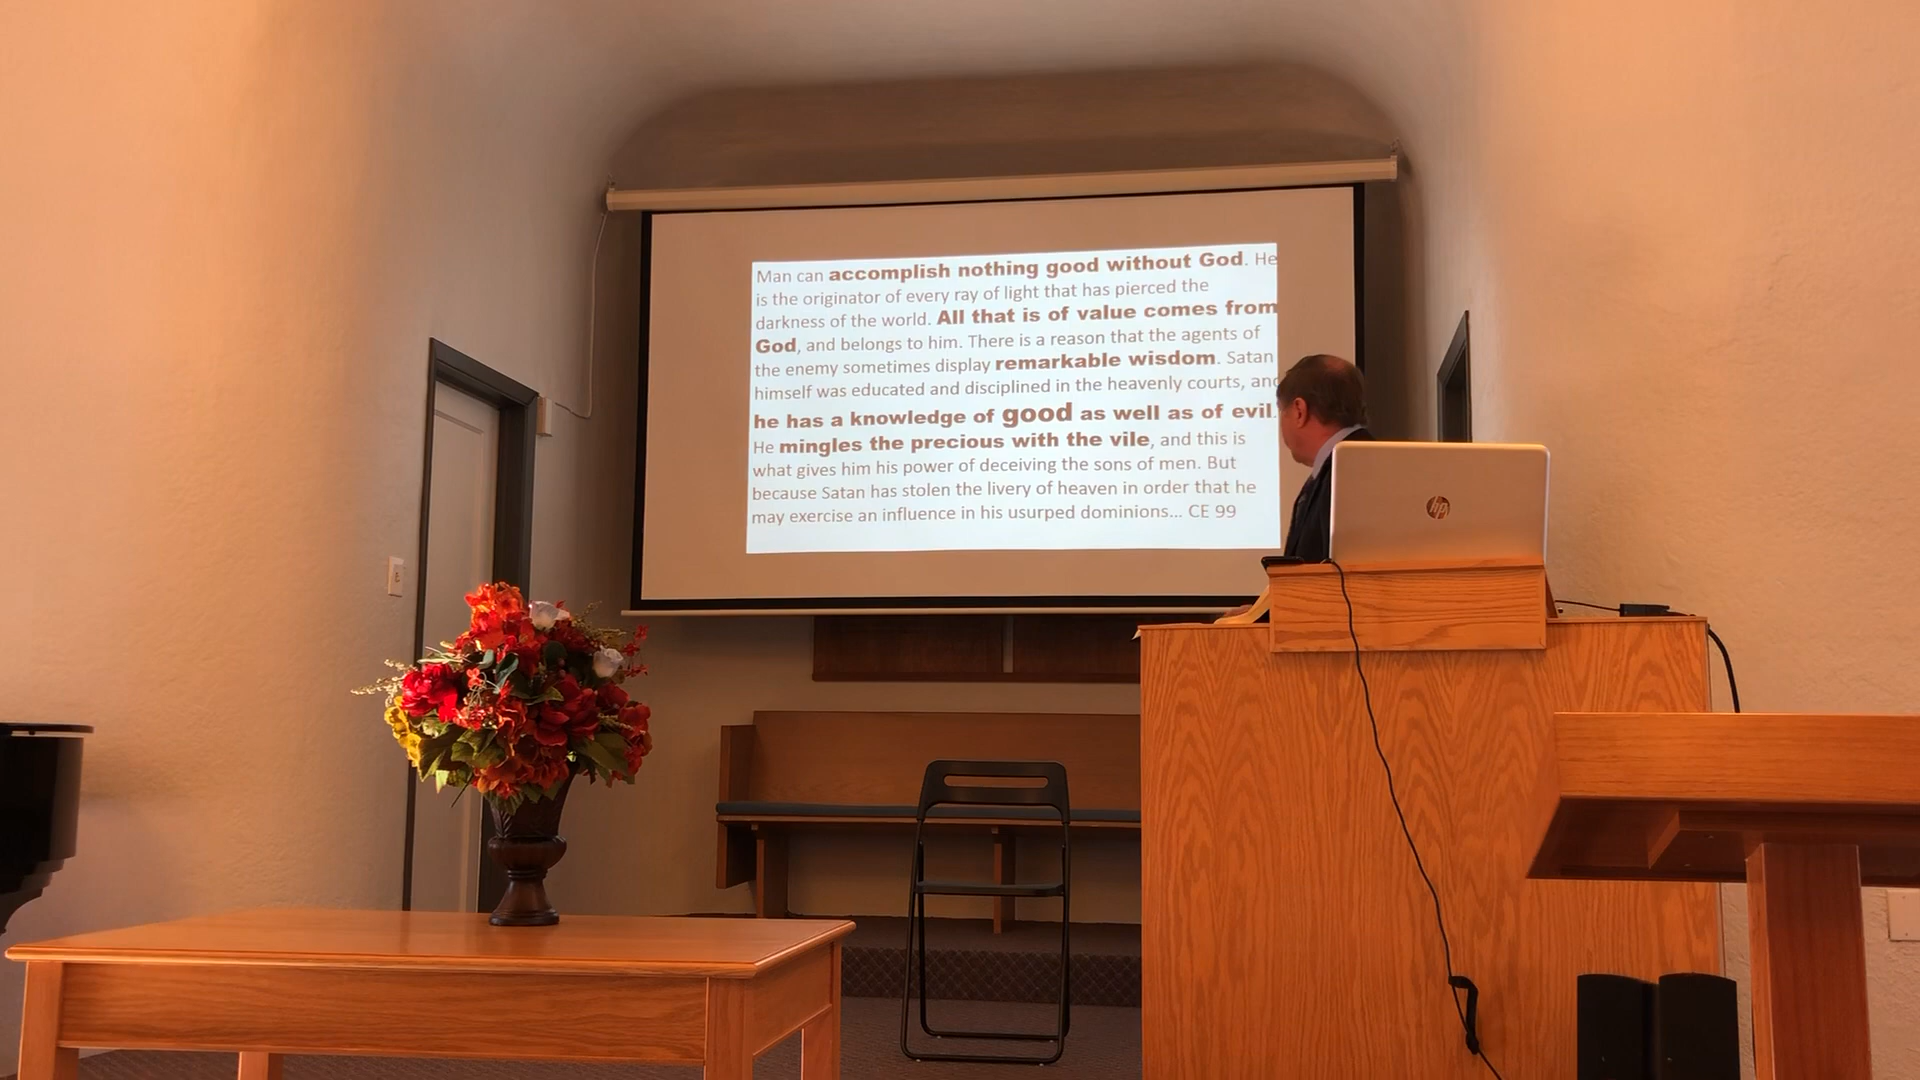 Man can accomplish nothing good without God. He
is the originator of every ray of light that has pierced the
darkness of the world. All that is of value comes from
God, and belongs to him. There is a reason that the agents of
the enemy sometimes display remarkable wisdom. Satan
himself was educated and disciplined in the heavenly courts, and
he has a knowledge of good as well as of evil.
He mingles the precious with the vile, and this is
what gives him his power of deceiving the sons of men. But
because Satan has stolen the livery of heaven in order that he
may exercise an influence in his usurped dominions... CE 99
hp